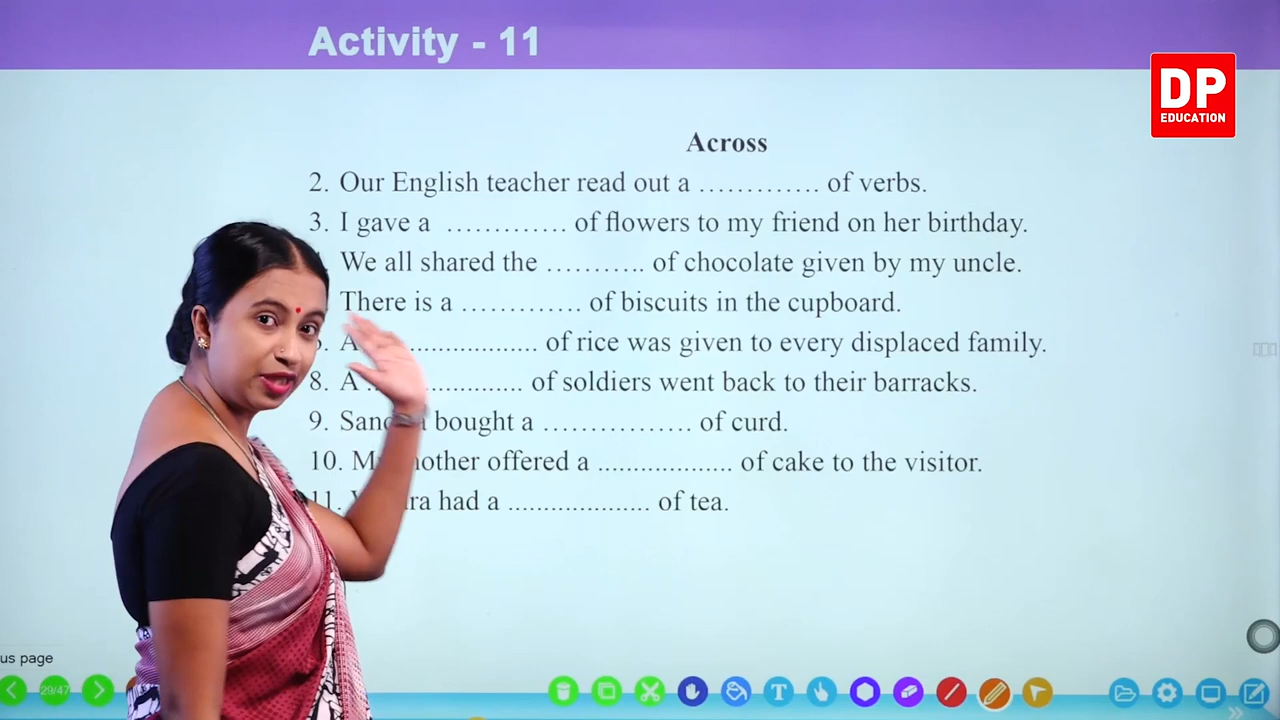 Activity - 11
DP
EDUCATION
Across
2. Our English teacher read out a ………….. of verbs.
3. I gave a ………….. of flowers to my friend on her birthday.
We all shared the ……….. of chocolate given by my uncle.
There is a …………. of biscuits in the cupboard.
A ...................... of rice was given to every displaced family.
8. A ...................... of soldiers went back to their barracks.
9. bought a ……………. of curd.
10. offered a ................... of cake to the visitor.
11. had a .................... of tea.
us page
29/47